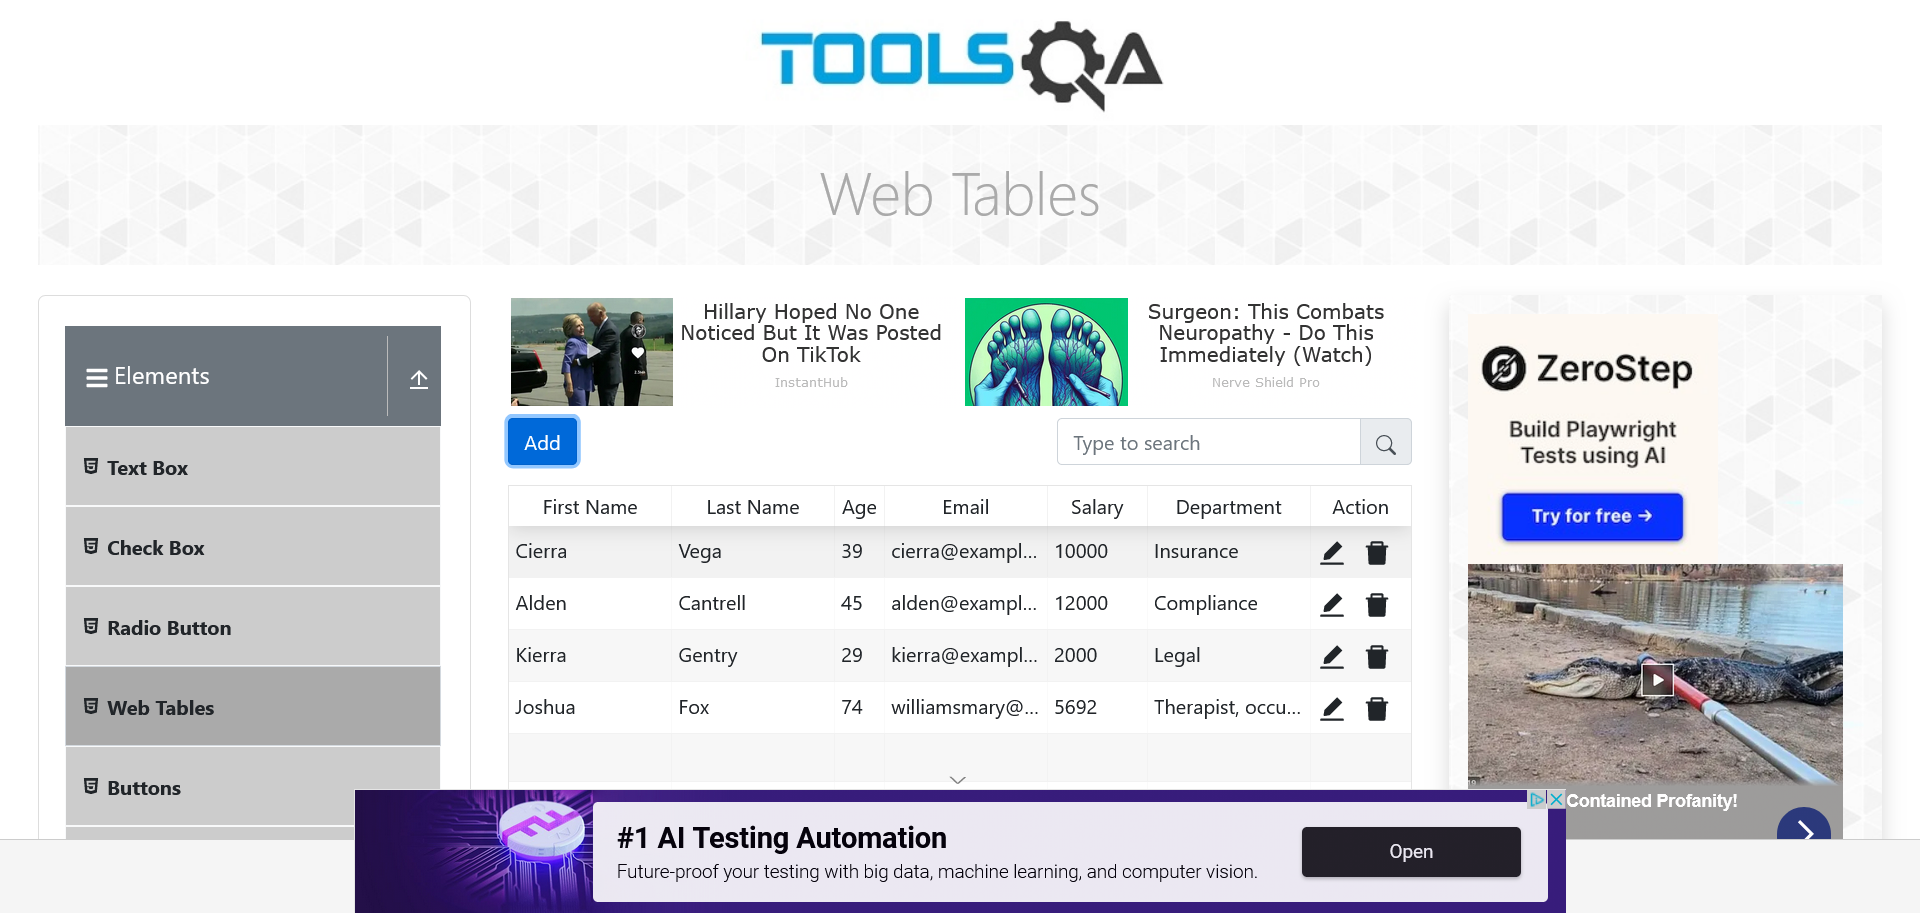 TOOLSQA
Web Tables
Elements
Text Box
Check Box
Radio Button
Web Tables
Buttons
Hillary Hoped No One
Noticed But It Was Posted
On TikTok
InstantHub
Surgeon: This Combats
Neuropathy - Do This
Immediately (Watch)
Nerve Shield Pro
Add
Type to search
First Name Last Name Age Email Salary Department Action
Cierra Vega 39 cierra@exampl... 10000 Insurance
Alden Cantrell 45 alden@exampl... 12000 Compliance
Kierra Gentry 29 kierra@exampl... 2000 Legal
Joshua Fox 74 williamsmary@... 5692 Therapist, occu...
ZeroStep
Build Playwright
Tests using AI
Try for free →
Contained Profanity!
#1 AI Testing Automation
Future-proof your testing with big data, machine learning, and computer vision.
Open